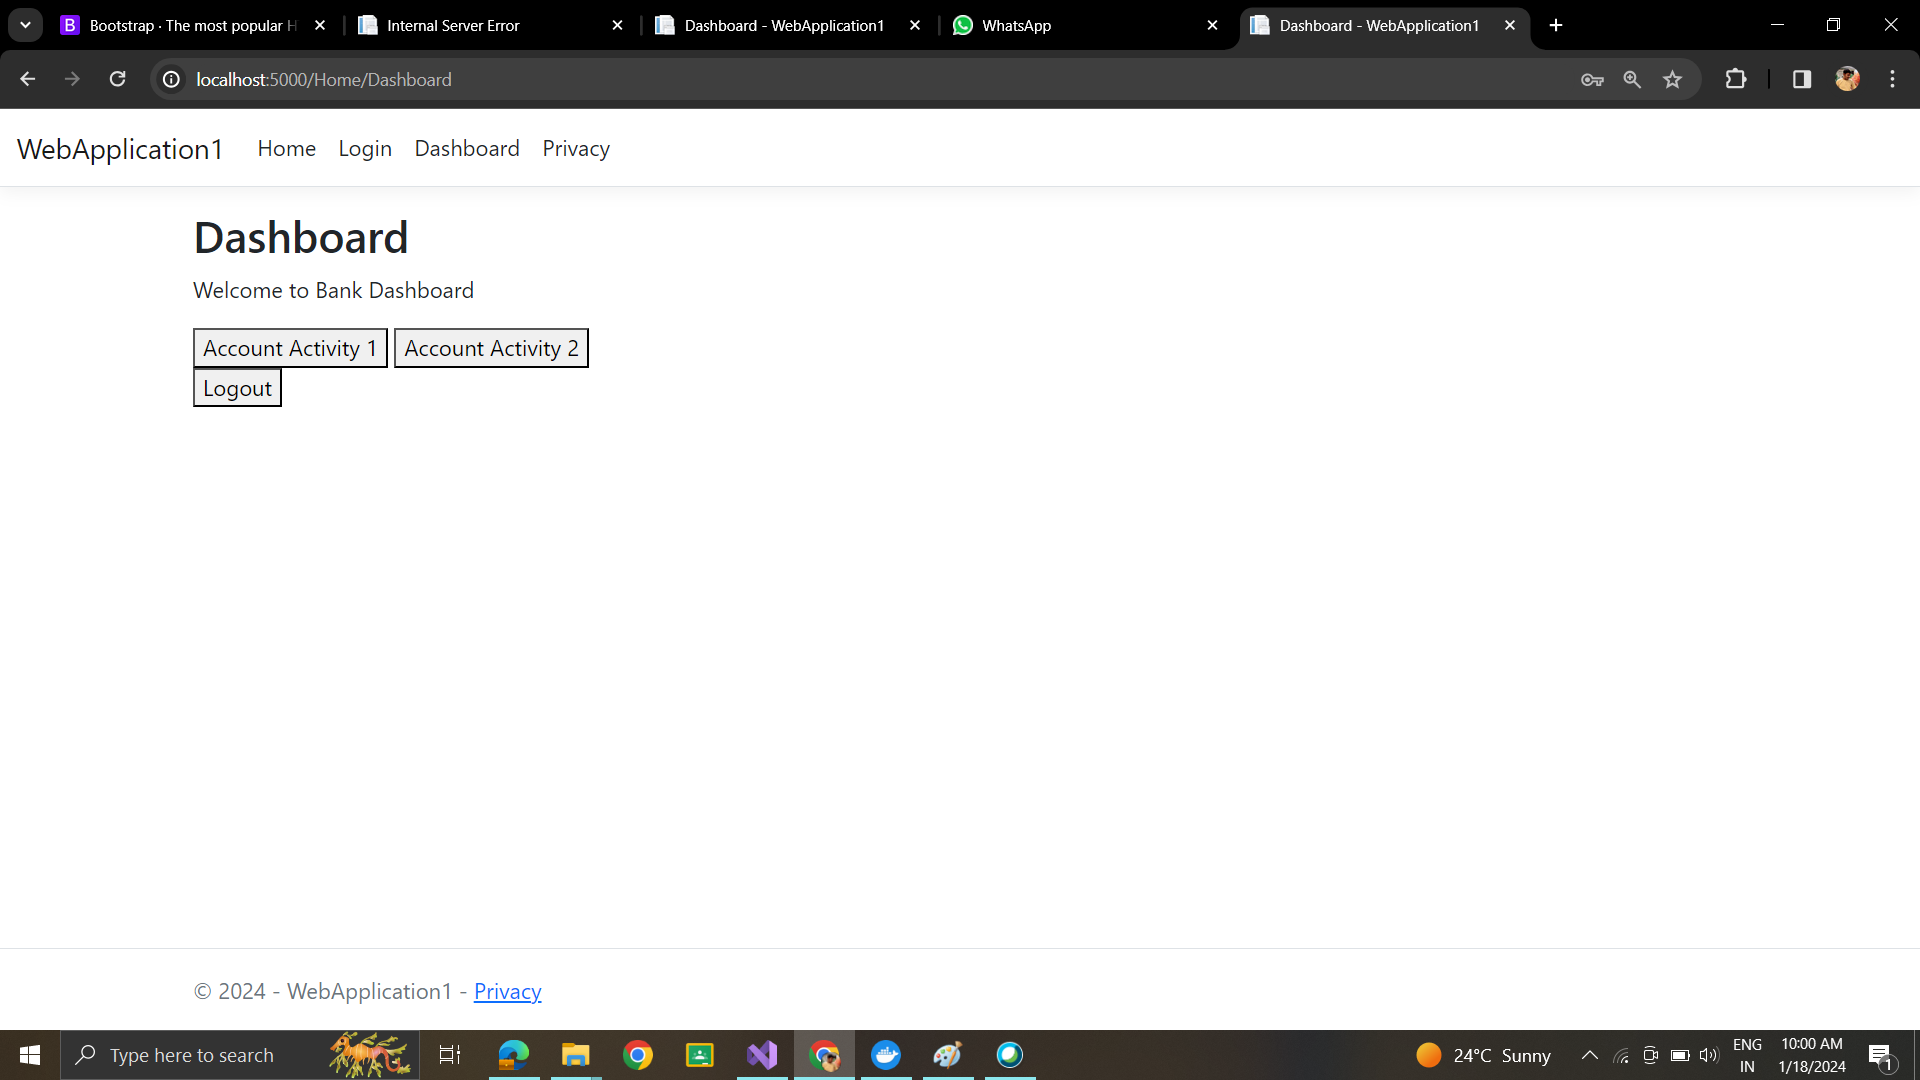 Bootstrap · The most popular H
Internal Server Error
Dashboard - WebApplication1
WhatsApp
Dashboard - WebApplication1
localhost:5000/Home/Dashboard
WebApplication1 Home Login Dashboard Privacy
Dashboard
Welcome to Bank Dashboard
Account Activity 1 Account Activity 2
Logout
© 2024 - WebApplication1 - Privacy
Type here to search
24°C Sunny
ENG
IN
10:00 AM
1/18/2024
1